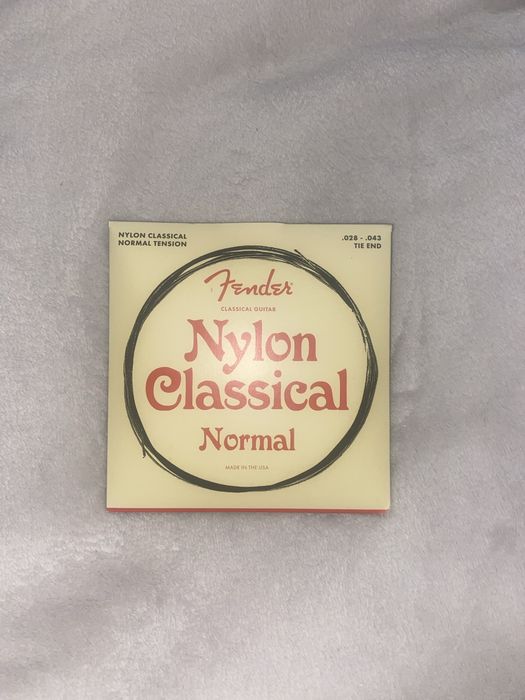 NYLON CLASSICAL
NORMAL TENSION
.028 - .043
TIE END
Fender
CLASSICAL GUITAR
Nylon
Classical
Normal
MADE IN THE USA